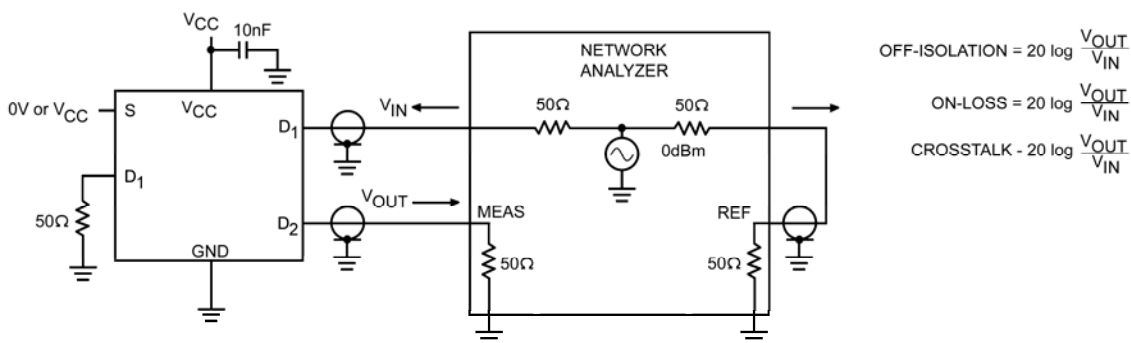 VCC
10nF
0V or VCC
S
VCC
D1
D1
50Ω
D2
GND
VIN
VOUT
NETWORK
ANALYZER
50Ω
50Ω
0dBm
MEAS
REF
50Ω
50Ω
OFF-ISOLATION = 20 log VOUT/VIN
ON-LOSS = 20 log VOUT/VIN
CROSSTALK - 20 log VOUT/VIN